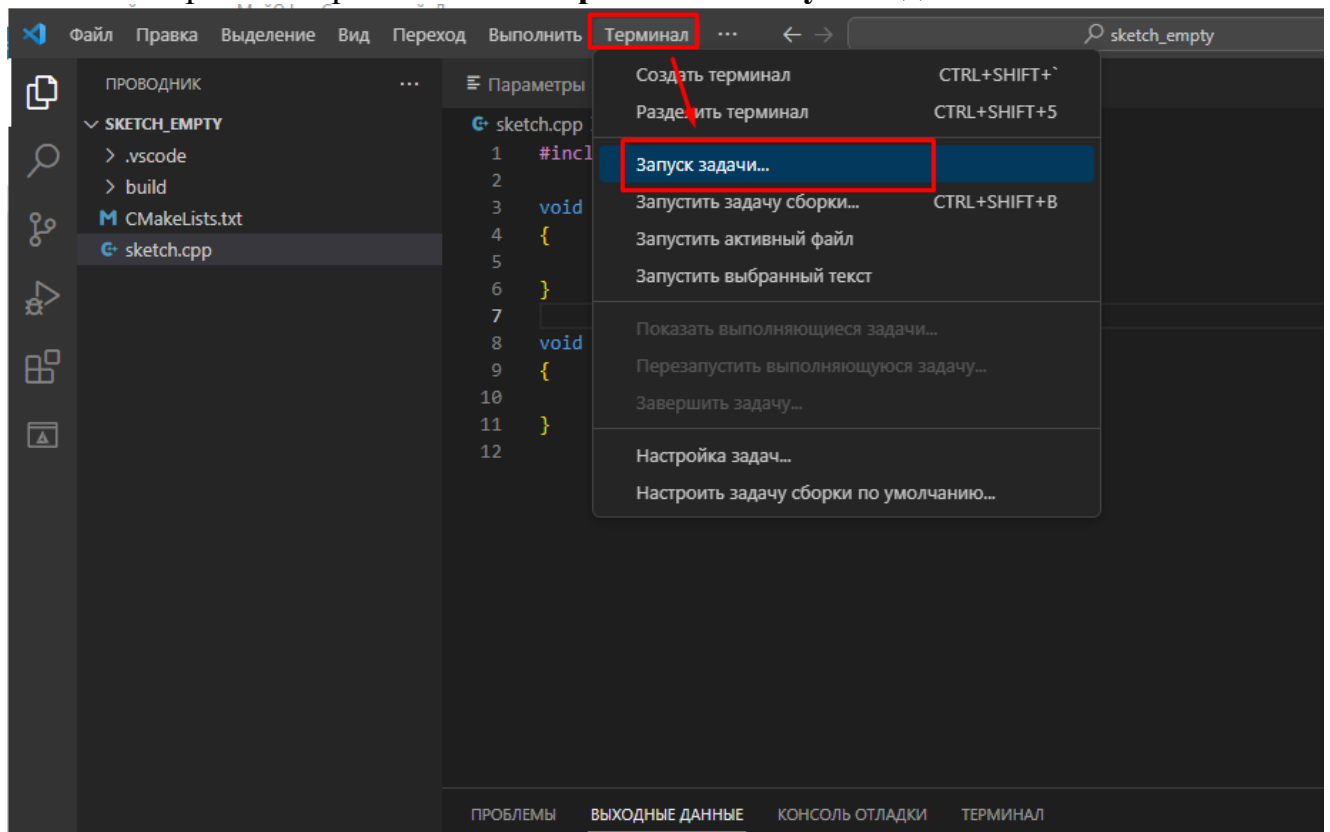 Файл Правка Выделение Вид Переход Выполнить Терминал ··· ← → sketch_empty
ПРОВОДНИК ···
SKETCH_EMPTY
> .vscode
> build
CMakeLists.txt
sketch.cpp
Параметры
sketch.cpp
1 #incl
2
3 void
4 {
5
6 }
7
8 void
9 {
10
11 }
12
Создать терминал CTRL+SHIFT+`
Разделить терминал CTRL+SHIFT+5
Запуск задачи...
Запустить задачу сборки... CTRL+SHIFT+B
Запустить активный файл
Запустить выбранный текст
Показать выполняющиеся задачи...
Перезапустить выполняющуюся задачу...
Завершить задачу...
Настройка задач...
Настроить задачу сборки по умолчанию...
ПРОБЛЕМЫ ВЫХОДНЫЕ ДАННЫЕ КОНСОЛЬ ОТЛАДКИ ТЕРМИНАЛ